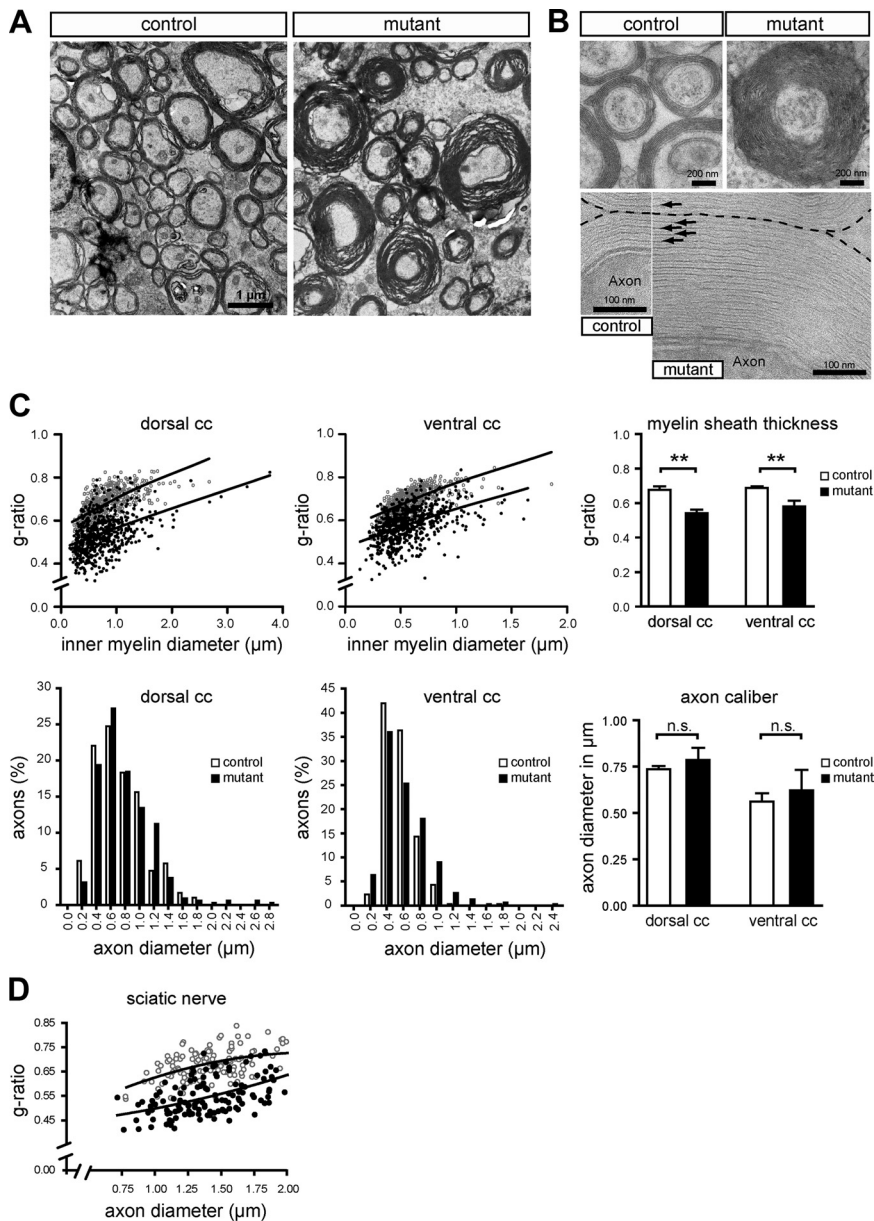 A
control
mutant
1 µm
B
control
mutant
200 nm
200 nm
Axon
100 nm
control
mutant
Axon
100 nm
C
dorsal cc
g-ratio
1.0
0.8
0.6
0.4
0.0
0.0
1.0
2.0
3.0
4.0
inner myelin diameter (µm)
ventral cc
1.0
0.8
0.6
0.4
0.0
0.0
0.5
1.0
1.5
2.0
inner myelin diameter (µm)
myelin sheath thickness
g-ratio
1.0
0.8
0.6
0.4
0.2
0.0
**
**
control
mutant
dorsal cc
ventral cc
dorsal cc
axons (%)
30
25
20
15
10
5
0
control
mutant
0.0
0.2
0.4
0.6
0.8
1.0
1.2
1.4
1.6
1.8
2.0
2.2
2.4
2.6
2.8
axon diameter (µm)
ventral cc
axons (%)
45
40
35
30
25
20
15
10
5
0
control
mutant
0.0
0.2
0.4
0.6
0.8
1.0
1.2
1.4
1.6
1.8
2.0
2.2
2.4
axon diameter (µm)
axon caliber
axon diameter in µm
1.00
0.75
0.50
0.25
0.00
n.s.
n.s.
control
mutant
dorsal cc
ventral cc
D
sciatic nerve
g-ratio
0.85
0.75
0.65
0.55
0.45
0.00
0.75
1.00
1.25
1.50
1.75
2.00
axon diameter (µm)